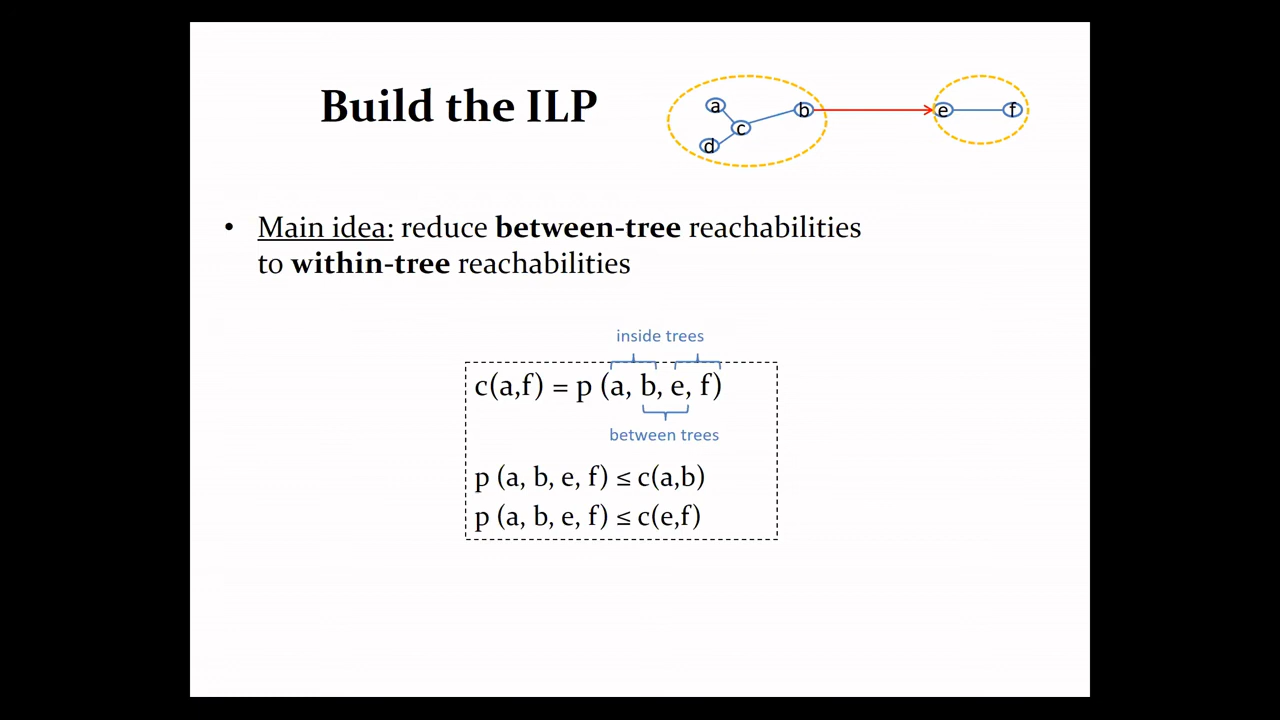 Build the ILP
a
b
c
d
e
f
• Main idea: reduce between-tree reachabilities
to within-tree reachabilities
inside trees
c(a,f) = p (a, b, e, f)
between trees
p (a, b, e, f) ≤ c(a,b)
p (a, b, e, f) ≤ c(e,f)